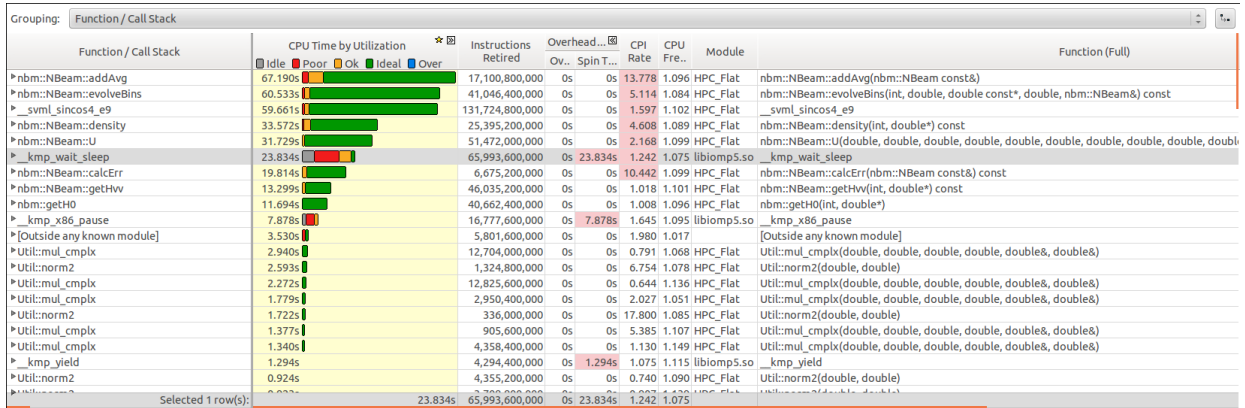 Grouping: Function / Call Stack
Function / Call Stack CPU Time by Utilization Instructions Retired Overhead... CPI Rate CPU Fre.. Module Function (Full)
Idle Poor Ok Ideal Over Ov.. Spin T...
nbm::NBeam::addAvg 67.190s 17,100,800,000 0s 0s 13.778 1.096 HPC_Flat nbm::NBeam::addAvg(nbm::NBeam const&)
nbm::NBeam::evolveBins 60.533s 41,046,400,000 0s 0s 5.114 1.084 HPC_Flat nbm::NBeam::evolveBins(int, double, double const*, double, nbm::NBeam&) const
__svml_sincos4_e9 59.661s 131,724,800,000 0s 0s 1.597 1.102 HPC_Flat __svml_sincos4_e9
nbm::NBeam::density 33.572s 25,395,200,000 0s 0s 4.608 1.089 HPC_Flat nbm::NBeam::density(int, double*) const
nbm::NBeam::U 31.729s 51,472,000,000 0s 0s 2.168 1.099 HPC_Flat nbm::NBeam::U(double, double, double, double, double, double, double, double, doubl
__kmp_wait_sleep 23.834s 65,993,600,000 0s 23.834s 1.242 1.075 libiomp5.so __kmp_wait_sleep
nbm::NBeam::calcErr 19.814s 6,675,200,000 0s 0s 10.442 1.099 HPC_Flat nbm::NBeam::calcErr(nbm::NBeam const&) const
nbm::NBeam::getHvv 13.299s 46,035,200,000 0s 0s 1.018 1.101 HPC_Flat nbm::NBeam::getHvv(int, double*) const
nbm::getH0 11.694s 40,662,400,000 0s 0s 1.008 1.096 HPC_Flat nbm::getH0(int, double*)
__kmp_x86_pause 7.878s 16,777,600,000 0s 7.878s 1.645 1.095 libiomp5.so __kmp_x86_pause
[Outside any known module] 3.530s 5,801,600,000 0s 0s 1.980 1.017 [Outside any known module]
Util::mul_cmplx 2.940s 12,704,000,000 0s 0s 0.791 1.068 HPC_Flat Util::mul_cmplx(double, double, double, double, double&, double&)
Util::norm2 2.593s 1,324,800,000 0s 0s 6.754 1.078 HPC_Flat Util::norm2(double, double)
Util::mul_cmplx 2.272s 12,825,600,000 0s 0s 0.644 1.136 HPC_Flat Util::mul_cmplx(double, double, double, double, double&, double&)
Util::mul_cmplx 1.779s 2,950,400,000 0s 0s 2.027 1.051 HPC_Flat Util::mul_cmplx(double, double, double, double, double&, double&)
Util::norm2 1.722s 336,000,000 0s 0s 17.800 1.085 HPC_Flat Util::norm2(double, double)
Util::mul_cmplx 1.377s 905,600,000 0s 0s 5.385 1.107 HPC_Flat Util::mul_cmplx(double, double, double, double, double&, double&)
Util::mul_cmplx 1.340s 4,358,400,000 0s 0s 1.130 1.149 HPC_Flat Util::mul_cmplx(double, double, double, double, double&, double&)
__kmp_yield 1.294s 4,294,400,000 0s 1.294s 1.075 1.115 libiomp5.so __kmp_yield
Util::norm2 0.924s 4,355,200,000 0s 0s 0.740 1.090 HPC_Flat Util::norm2(double, double)
Selected 1 row(s): 23.834s 65,993,600,000 0s 23.834s 1.242 1.075